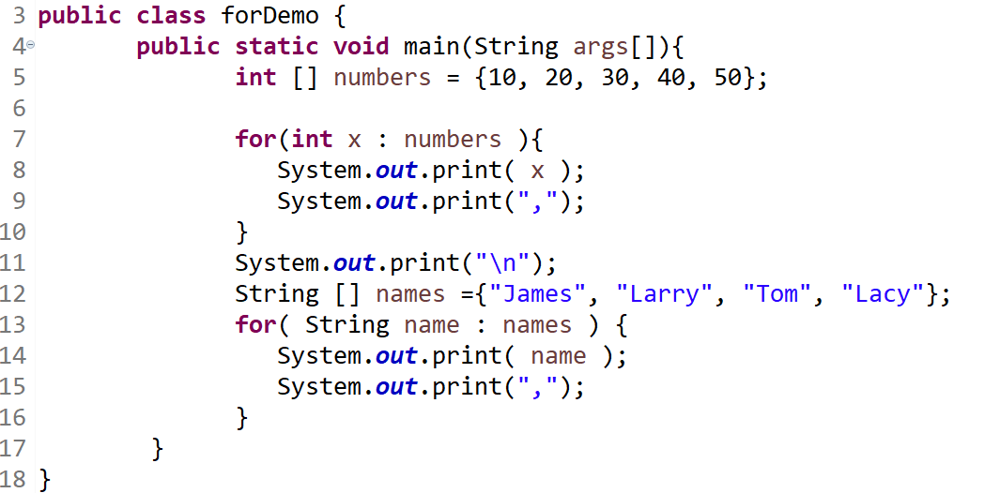 3 public class forDemo {
4 public static void main(String args[]){
5 int [] numbers = {10, 20, 30, 40, 50};
6
7 for(int x : numbers ){
8 System.out.print( x );
9 System.out.print(",");
10 }
11 System.out.print("\n");
12 String [] names ={"James", "Larry", "Tom", "Lacy"};
13 for( String name : names ) {
14 System.out.print( name );
15 System.out.print(",");
16 }
17 }
18 }